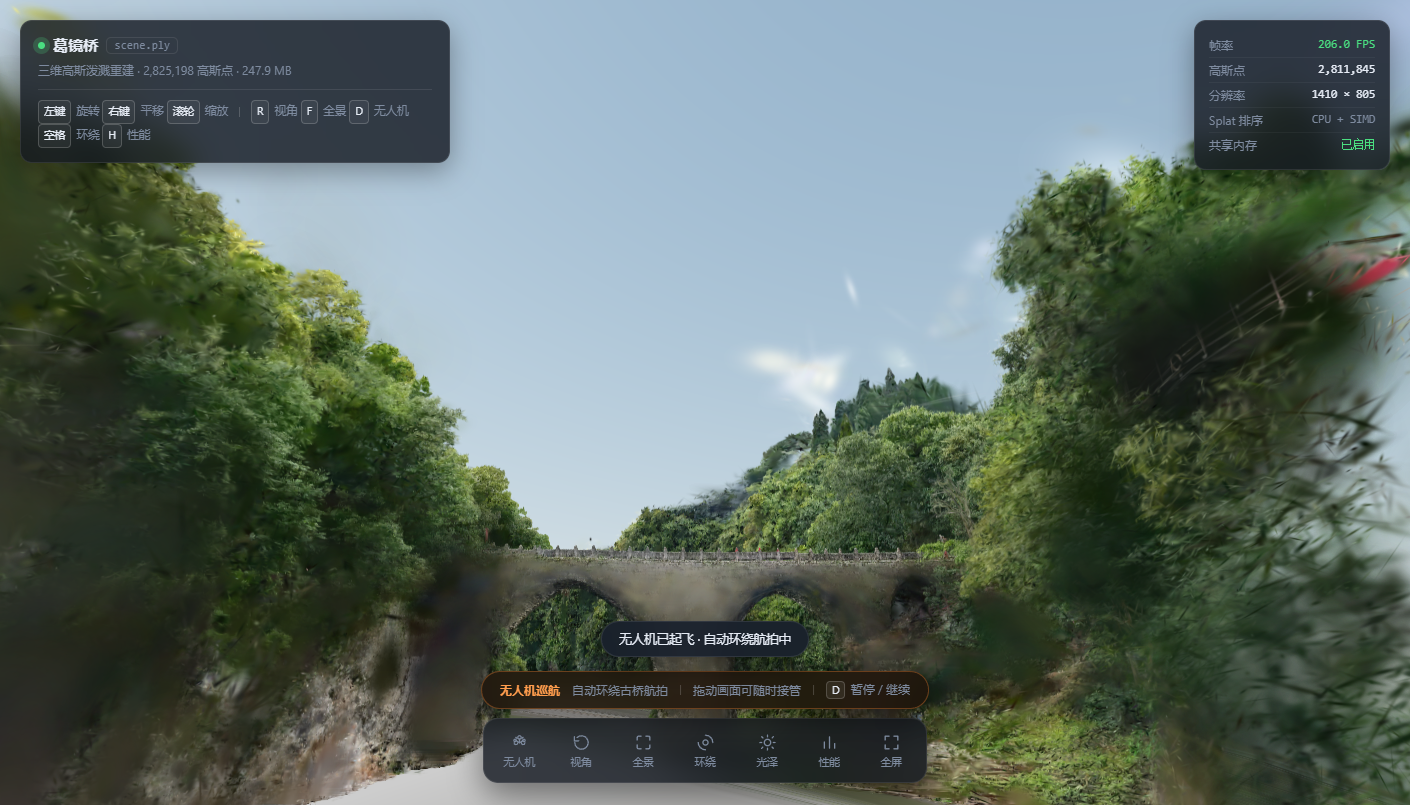 葛镜桥 scene.ply
三维高斯泼溅重建 · 2,825,198 高斯点 · 247.9 MB
左键 旋转 右键 平移 滚轮 缩放 | R 视角 F 全景 D 无人机
空格 环绕 H 性能
帧率 206.0 FPS
高斯点 2,811,845
分辨率 1410 × 805
Splat 排序 CPU + SIMD
共享内存 已启用
无人机已起飞 · 自动环绕航拍中
无人机巡航 自动环绕古桥航拍 | 拖动画面可随时接管 | D 暂停 / 继续
无人机 视角 全景 环绕 光泽 性能 全屏